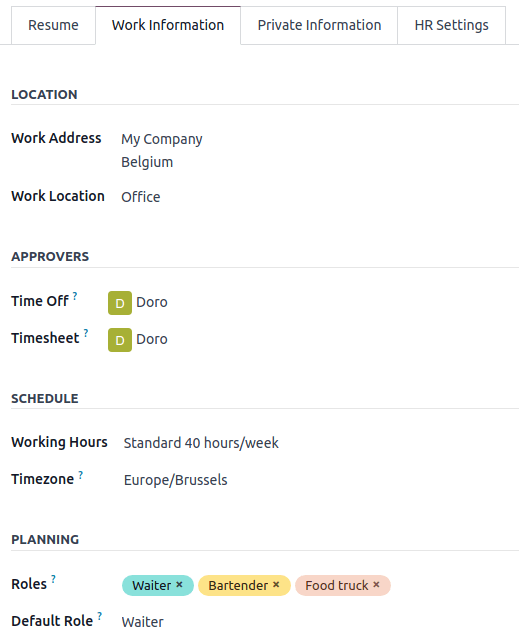 Resume Work Information Private Information HR Settings
LOCATION
Work Address My Company
Belgium
Work Location Office
APPROVERS
Time Off ? D Doro
Timesheet ? D Doro
SCHEDULE
Working Hours Standard 40 hours/week
Timezone ? Europe/Brussels
PLANNING
Roles ? Waiter × Bartender × Food truck ×
Default Role ? Waiter